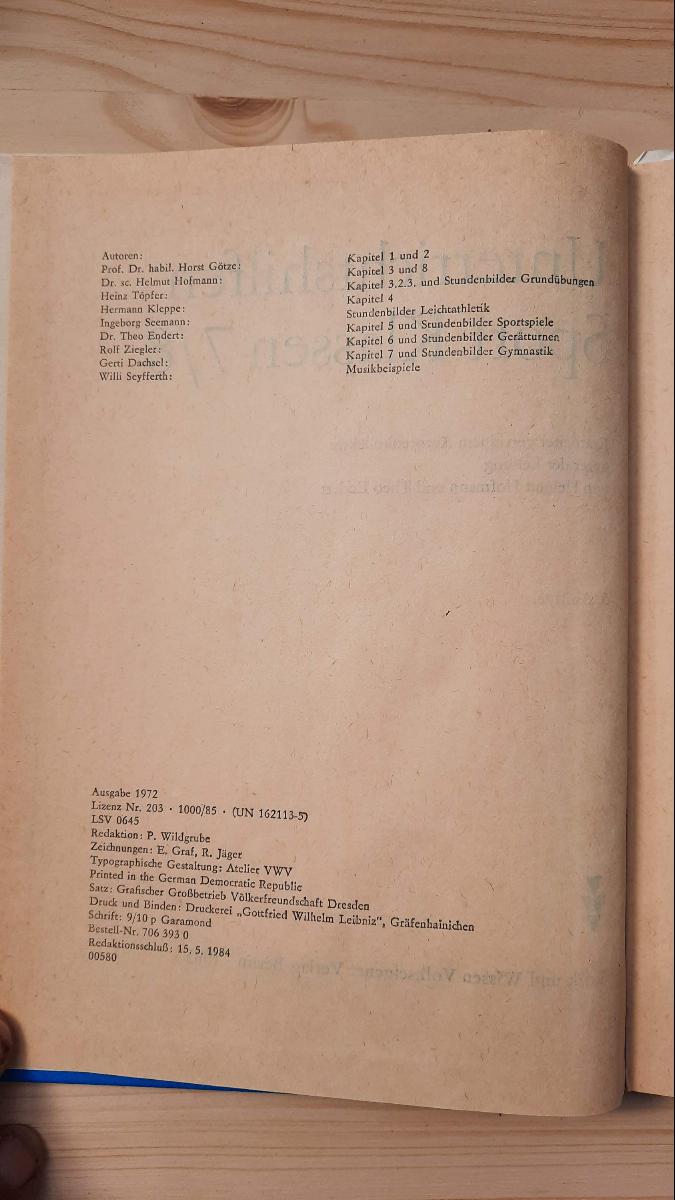 Autoren:
Prof. Dr. habil. Horst Götze: Kapitel 1 und 2
Dr. sc. Helmut Hofmann: Kapitel 3 und 8
Heinz Töpfer: Kapitel 3.2.3. und Stundenbilder Grundübungen
Hermann Kleppe: Kapitel 4
Ingeborg Seemann: Stundenbilder Leichtathletik
Dr. Theo Endert: Kapitel 5 und Stundenbilder Sportspiele
Rolf Ziegler: Kapitel 6 und Stundenbilder Gerätturnen
Gerti Dachsel: Kapitel 7 und Stundenbilder Gymnastik
Willi Seyfferth: Musikbeispiele
Ausgabe 1972
Lizenz Nr. 203 · 1000/85 · (UN 162113-5)
LSV 0645
Redaktion: P. Wildgrube
Zeichnungen: E. Graf, R. Jäger
Typographische Gestaltung: Atelier VWV
Printed in the German Democratic Republic
Satz: Grafischer Großbetrieb Völkerfreundschaft Dresden
Druck und Binden: Druckerei „Gottfried Wilhelm Leibniz“, Gräfenhainichen
Schrift: 9/10 p Garamond
Bestell-Nr. 706 393 0
Redaktionsschluß: 15. 5. 1984
00580